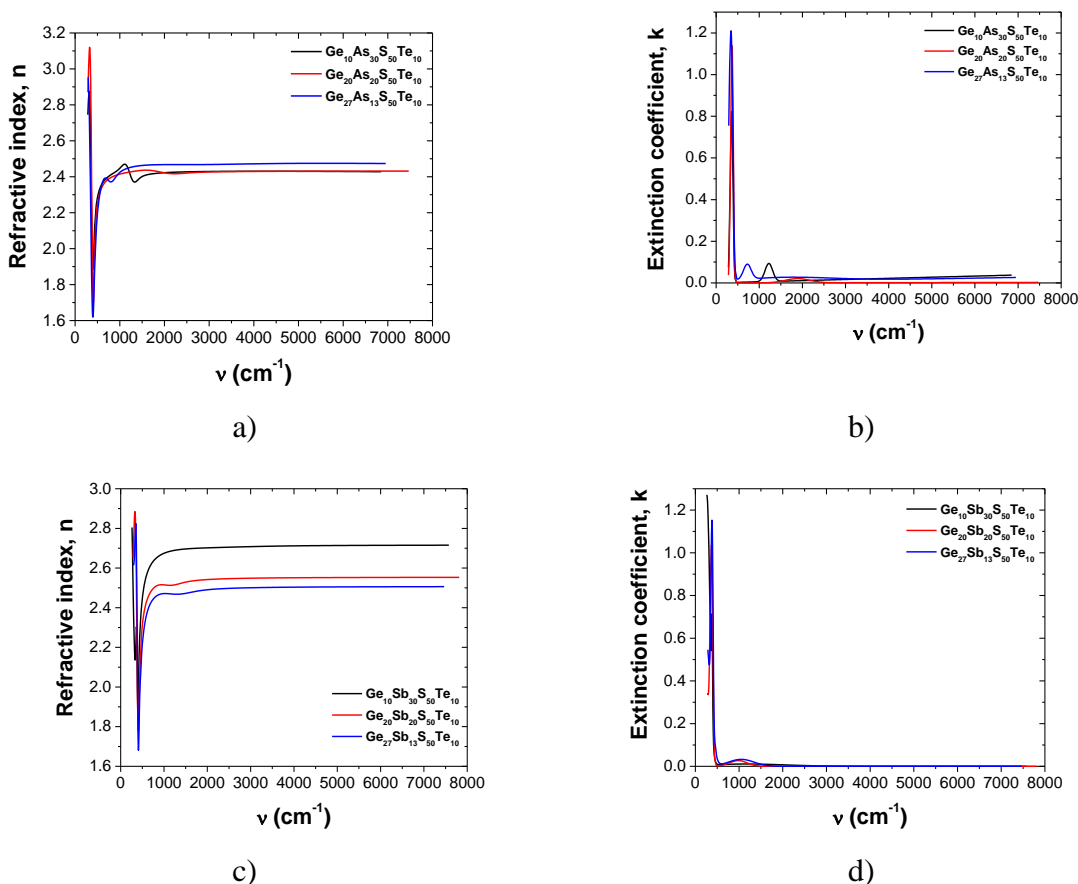 Refractive index, n
3.2
3.0
2.8
2.6
2.4
2.2
2.0
1.8
1.6
Ge10As30S50Te10
Ge20As20S50Te10
Ge27As13S50Te10
0 1000 2000 3000 4000 5000 6000 7000 8000
ν (cm-1)
a)
Extinction coefficient, k
1.2
1.0
0.8
0.6
0.4
0.2
0.0
Ge10As30S50Te10
Ge20As20S50Te10
Ge27As13S50Te10
0 1000 2000 3000 4000 5000 6000 7000 8000
ν (cm-1)
b)
Refractive index, n
3.0
2.8
2.6
2.4
2.2
2.0
1.8
1.6
Ge10Sb30S50Te10
Ge20Sb20S50Te10
Ge27Sb13S50Te10
0 1000 2000 3000 4000 5000 6000 7000 8000
ν (cm-1)
c)
Extinction coefficient, k
1.2
1.0
0.8
0.6
0.4
0.2
0.0
Ge10Sb30S50Te10
Ge20Sb20S50Te10
Ge27Sb13S50Te10
0 1000 2000 3000 4000 5000 6000 7000 8000
ν (cm-1)
d)